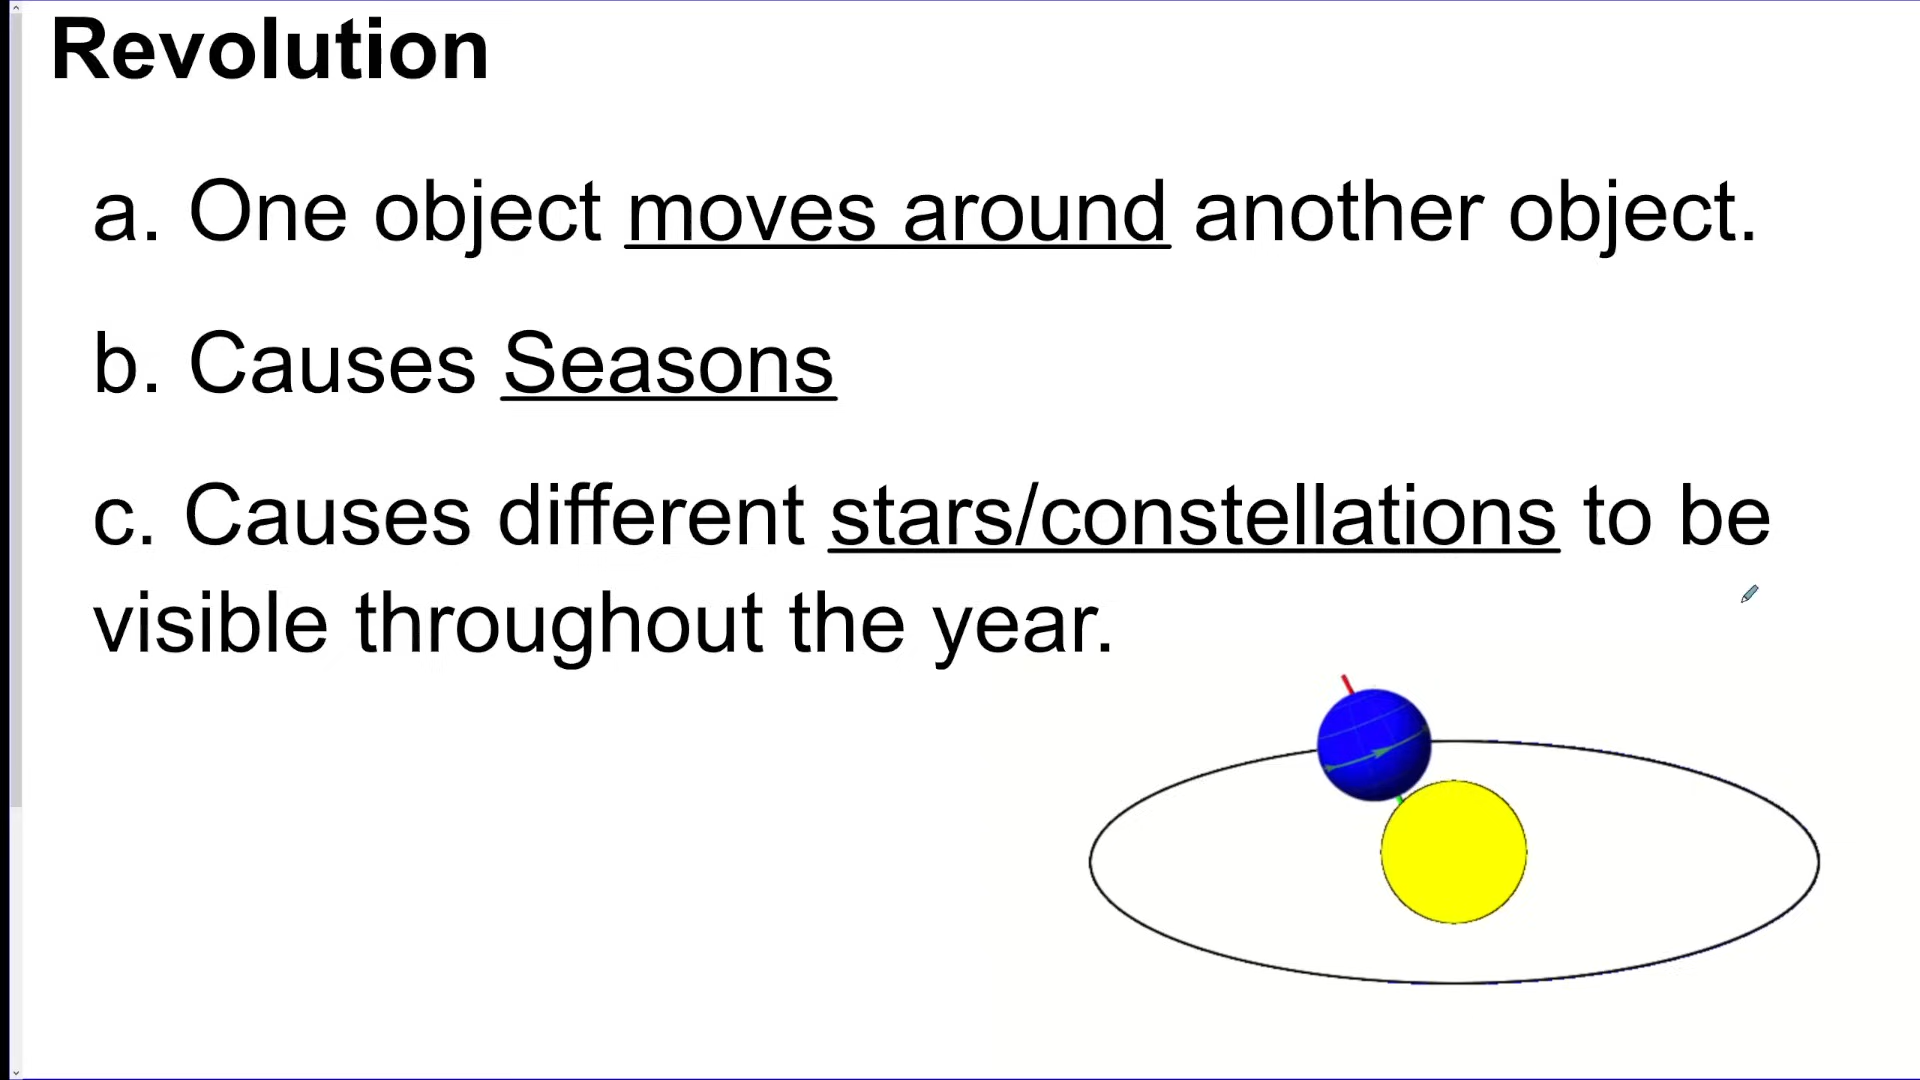 Revolution
a. One object moves around another object.
b. Causes Seasons
c. Causes different stars/constellations to be
visible throughout the year.